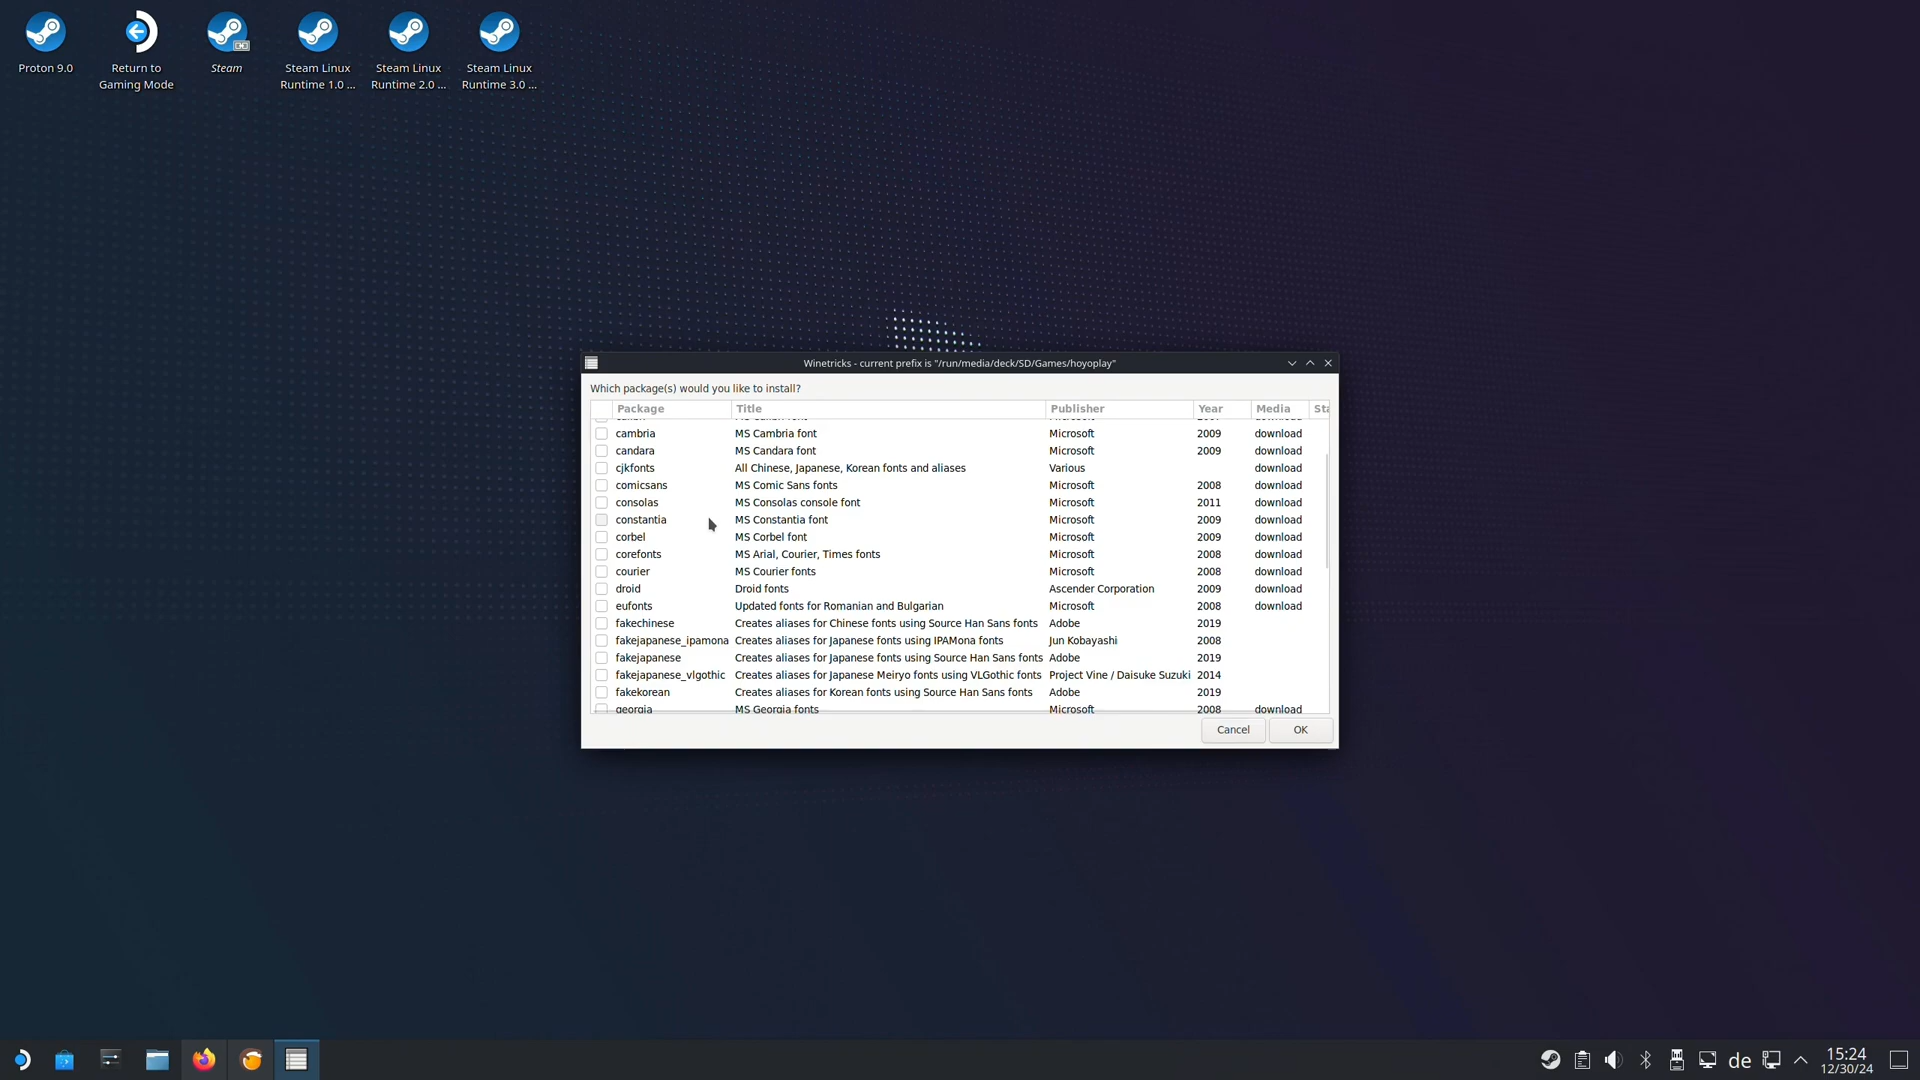 Proton 9.0
Return to
Gaming Mode
Steam
Steam Linux
Runtime 1.0 ...
Steam Linux
Runtime 2.0 ...
Steam Linux
Runtime 3.0 ...
Winetricks - current prefix is "/run/media/deck/SD/Games/hoyoplay"
Which package(s) would you like to install?
Package Title Publisher Year Media Sta
cambria MS Cambria font Microsoft 2009 download
candara MS Candara font Microsoft 2009 download
cjkfonts All Chinese, Japanese, Korean fonts and aliases Various download
comicsans MS Comic Sans fonts Microsoft 2008 download
consolas MS Consolas console font Microsoft 2011 download
constantia MS Constantia font Microsoft 2009 download
corbel MS Corbel font Microsoft 2009 download
corefonts MS Arial, Courier, Times fonts Microsoft 2008 download
courier MS Courier fonts Microsoft 2008 download
droid Droid fonts Ascender Corporation 2009 download
eufonts Updated fonts for Romanian and Bulgarian Microsoft 2008 download
fakechinese Creates aliases for Chinese fonts using Source Han Sans fonts Adobe 2019
fakejapanese_ipamona Creates aliases for Japanese fonts using IPAMona fonts Jun Kobayashi 2008
fakejapanese Creates aliases for Japanese fonts using Source Han Sans fonts Adobe 2019
fakejapanese_vlgothic Creates aliases for Japanese Meiryo fonts using VLGothic fonts Project Vine / Daisuke Suzuki 2014
fakekorean Creates aliases for Korean fonts using Source Han Sans fonts Adobe 2019
georgia MS Georgia fonts Microsoft 2008 download
Cancel OK
de
15:24
12/30/24